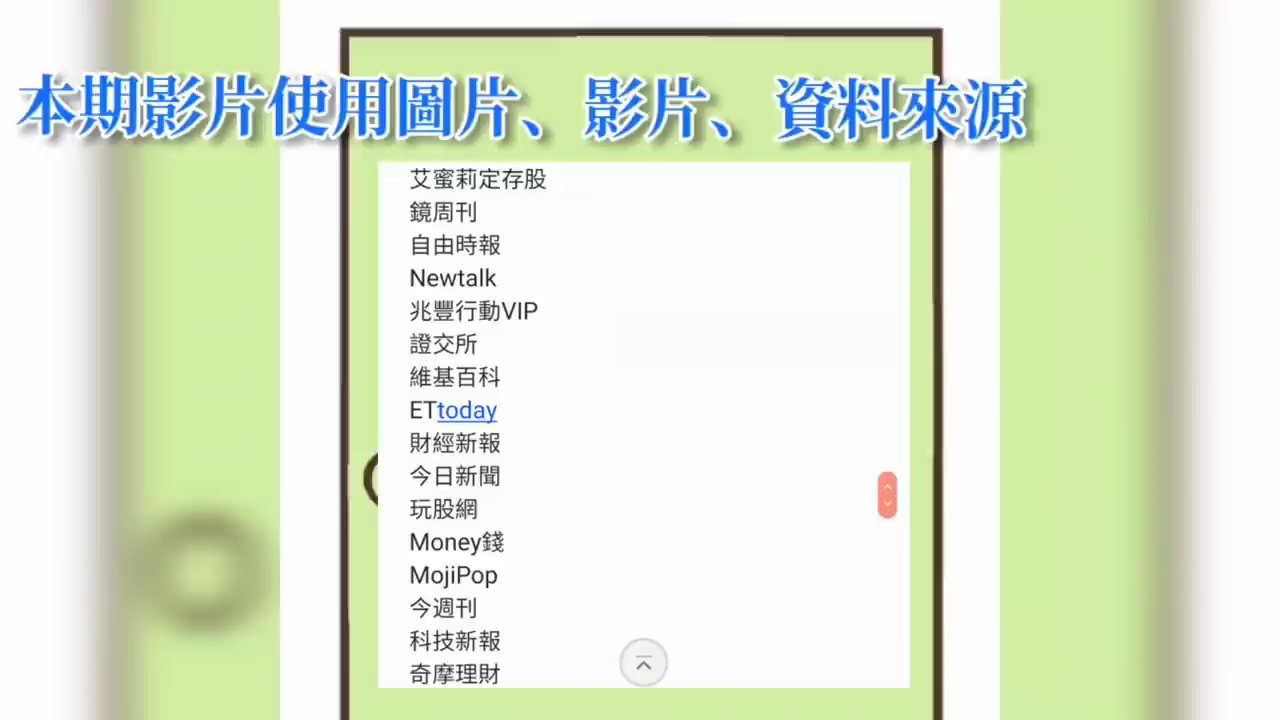 本期影片使用圖片、影片、資料來源
艾蜜莉定存股
鏡周刊
自由時報
Newtalk
兆豐行動VIP
證交所
維基百科
ETtoday
財經新報
今日新聞
玩股網
Money錢
MojiPop
今週刊
科技新報
奇摩理財